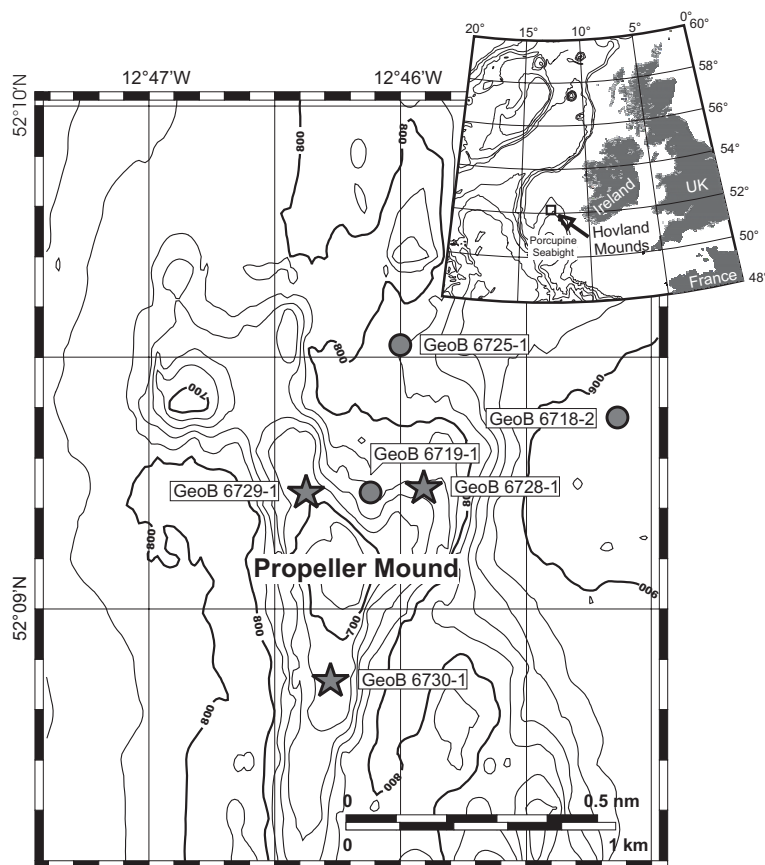 20°
15°
10°
5°
0°
60°
58°
56°
54°
52°
50°
48°
Ireland
UK
Hovland
Mounds
Porcupine
Seabight
France
12°47'W
12°46'W
52°10'N
52°09'N
800
800
GeoB 6725-1
900
700
GeoB 6718-2
GeoB 6719-1
GeoB 6729-1
GeoB 6728-1
80
800
Propeller Mound
900
800
700
800
GeoB 6730-1
800
0
0.5 nm
0
1 km